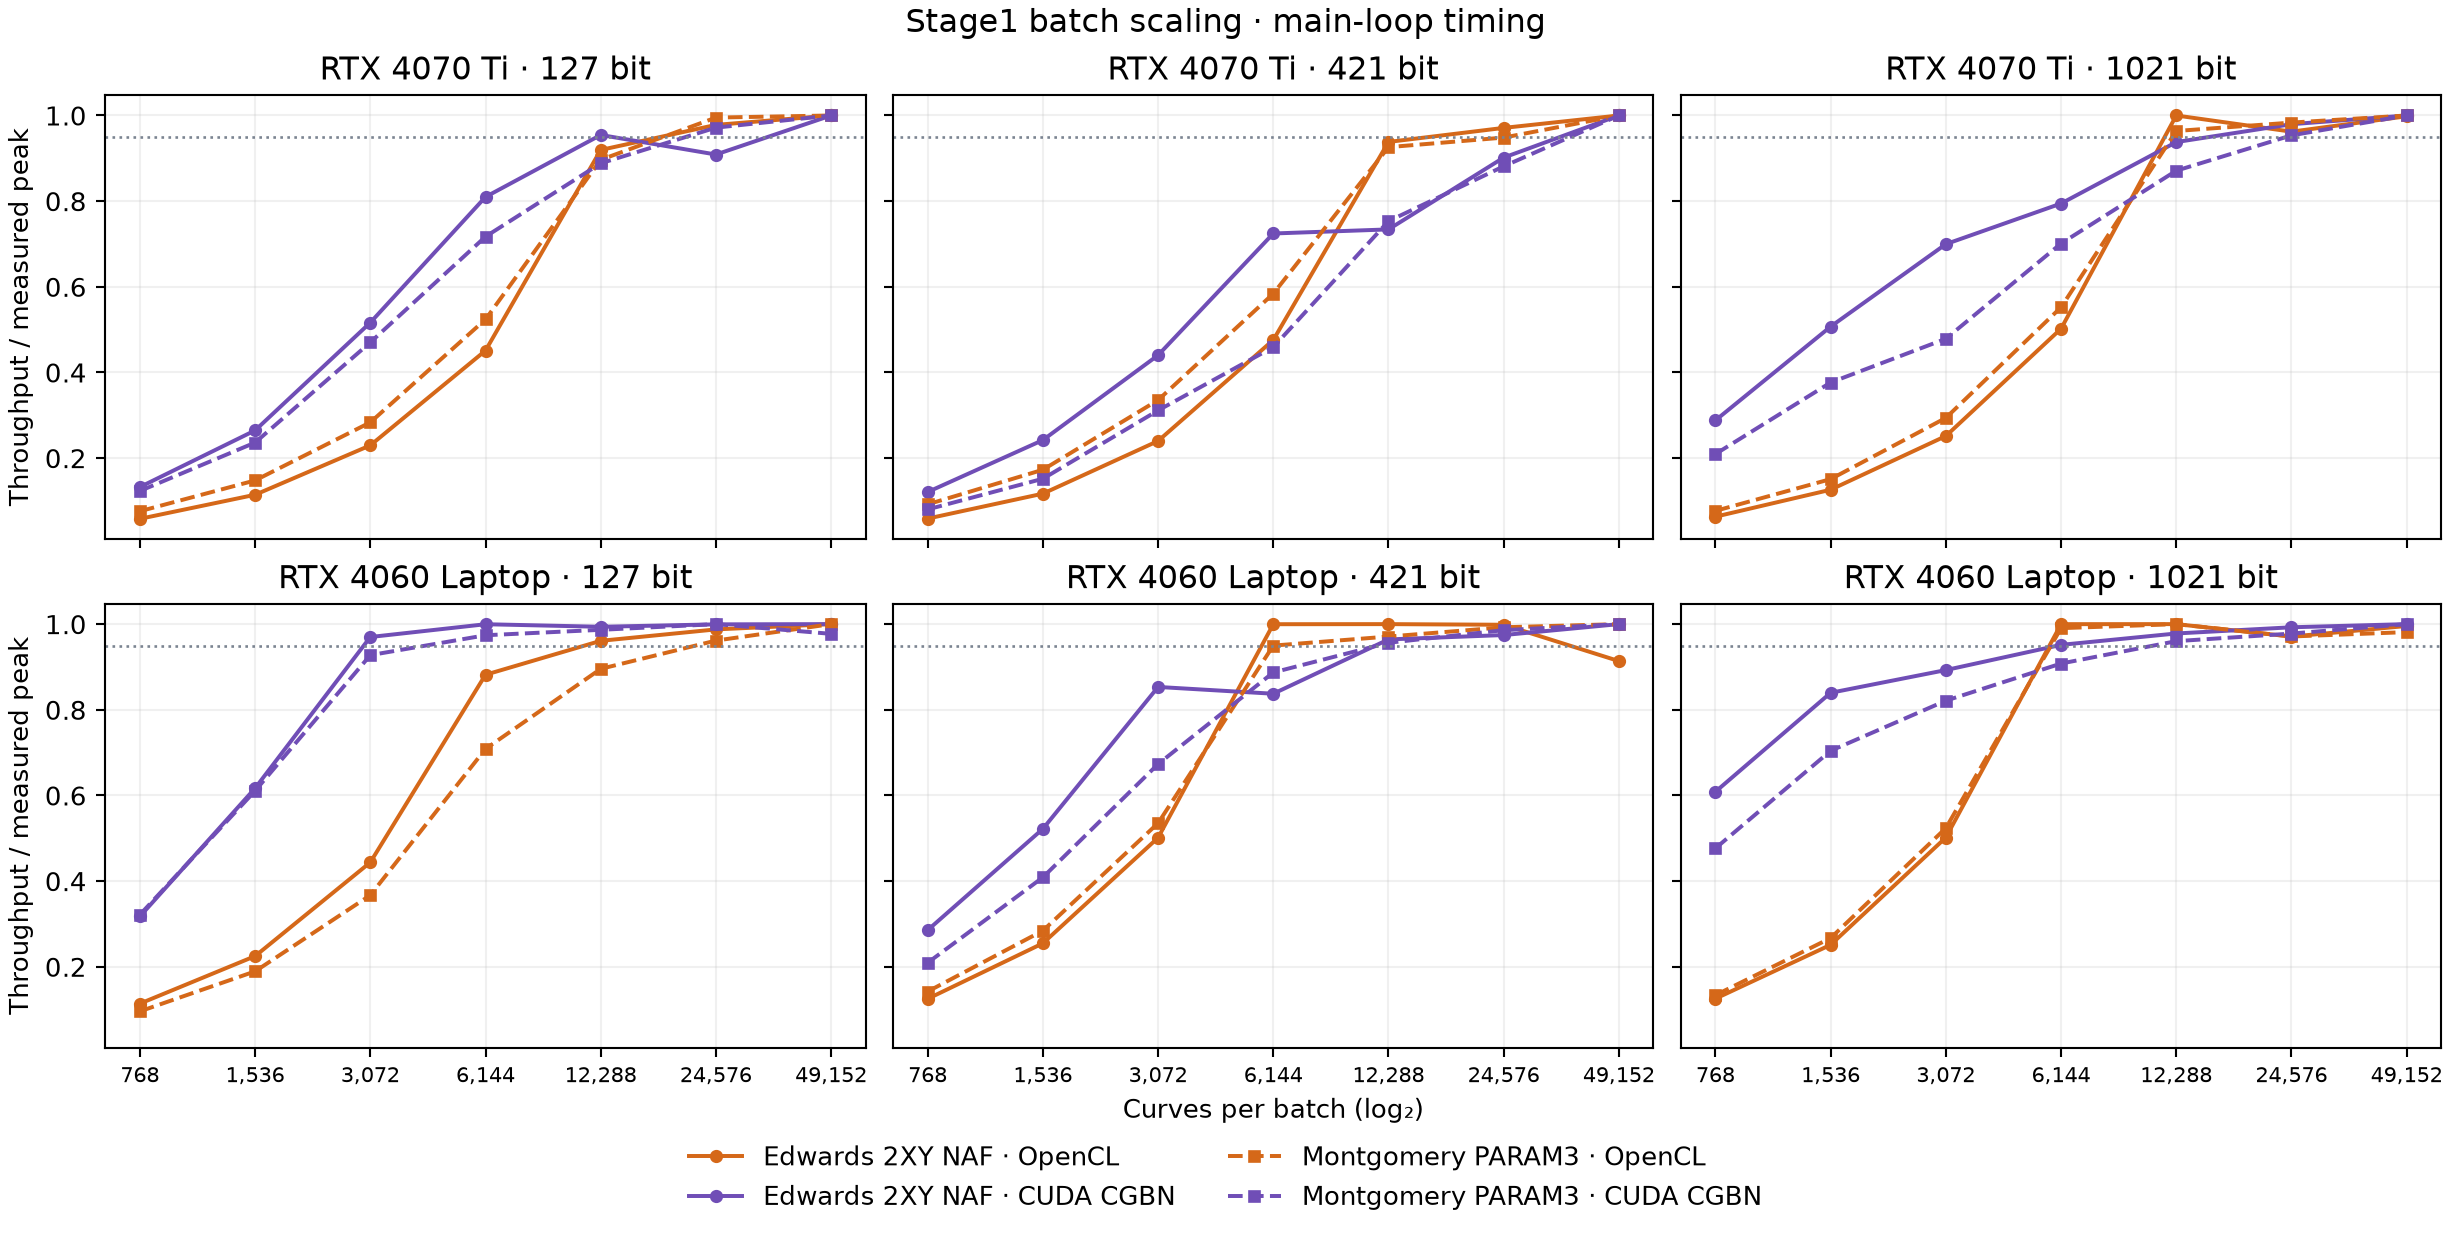 Stage1 batch scaling · main-loop timing
RTX 4070 Ti · 127 bit
RTX 4070 Ti · 421 bit
RTX 4070 Ti · 1021 bit
Throughput / measured peak
1.0
0.8
0.6
0.4
0.2
RTX 4060 Laptop · 127 bit
RTX 4060 Laptop · 421 bit
RTX 4060 Laptop · 1021 bit
Throughput / measured peak
1.0
0.8
0.6
0.4
0.2
768 1,536 3,072 6,144 12,288 24,576 49,152
768 1,536 3,072 6,144 12,288 24,576 49,152
768 1,536 3,072 6,144 12,288 24,576 49,152
Curves per batch (log₂)
Edwards 2XY NAF · OpenCL
Edwards 2XY NAF · CUDA CGBN
Montgomery PARAM3 · OpenCL
Montgomery PARAM3 · CUDA CGBN